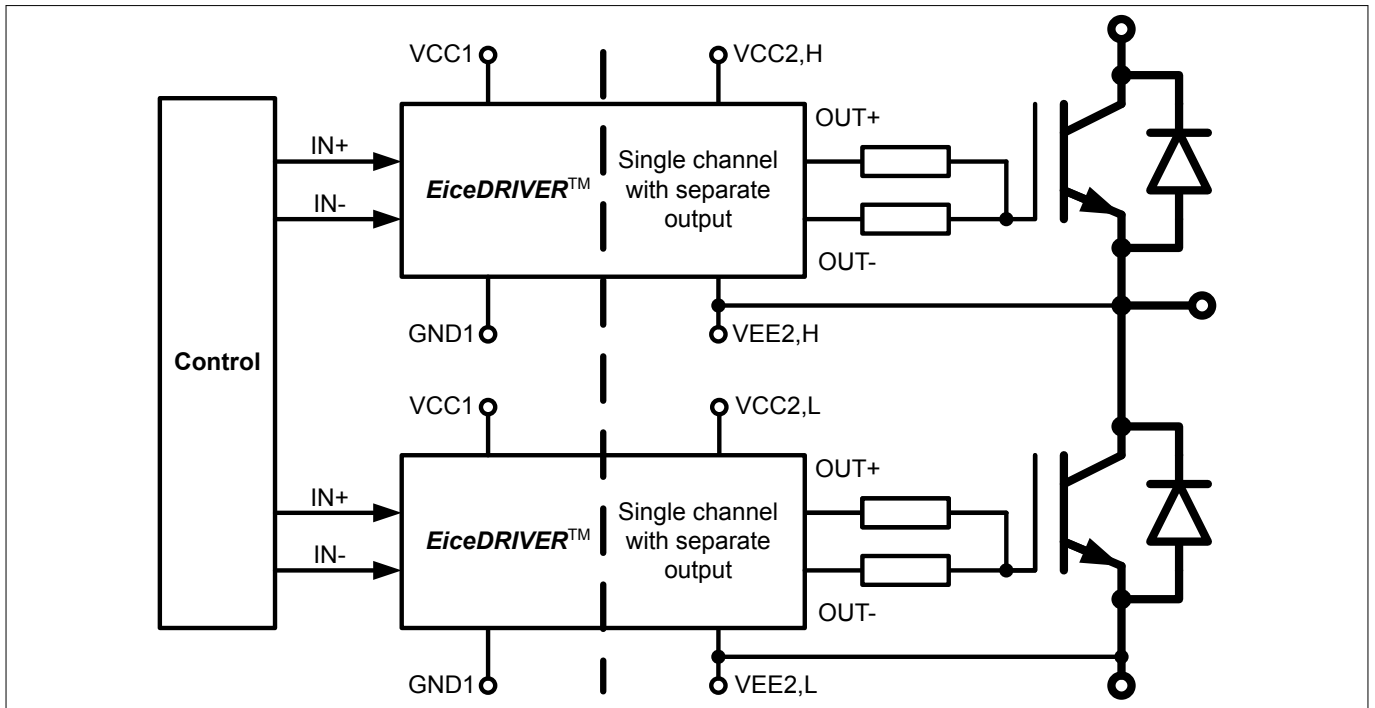 VCC1
VCC2,H
OUT+
IN+
IN-
EiceDRIVER™
Single channel
with separate
output
OUT-
GND1
VEE2,H
Control
VCC1
VCC2,L
OUT+
IN+
IN-
EiceDRIVER™
Single channel
with separate
output
OUT-
GND1
VEE2,L